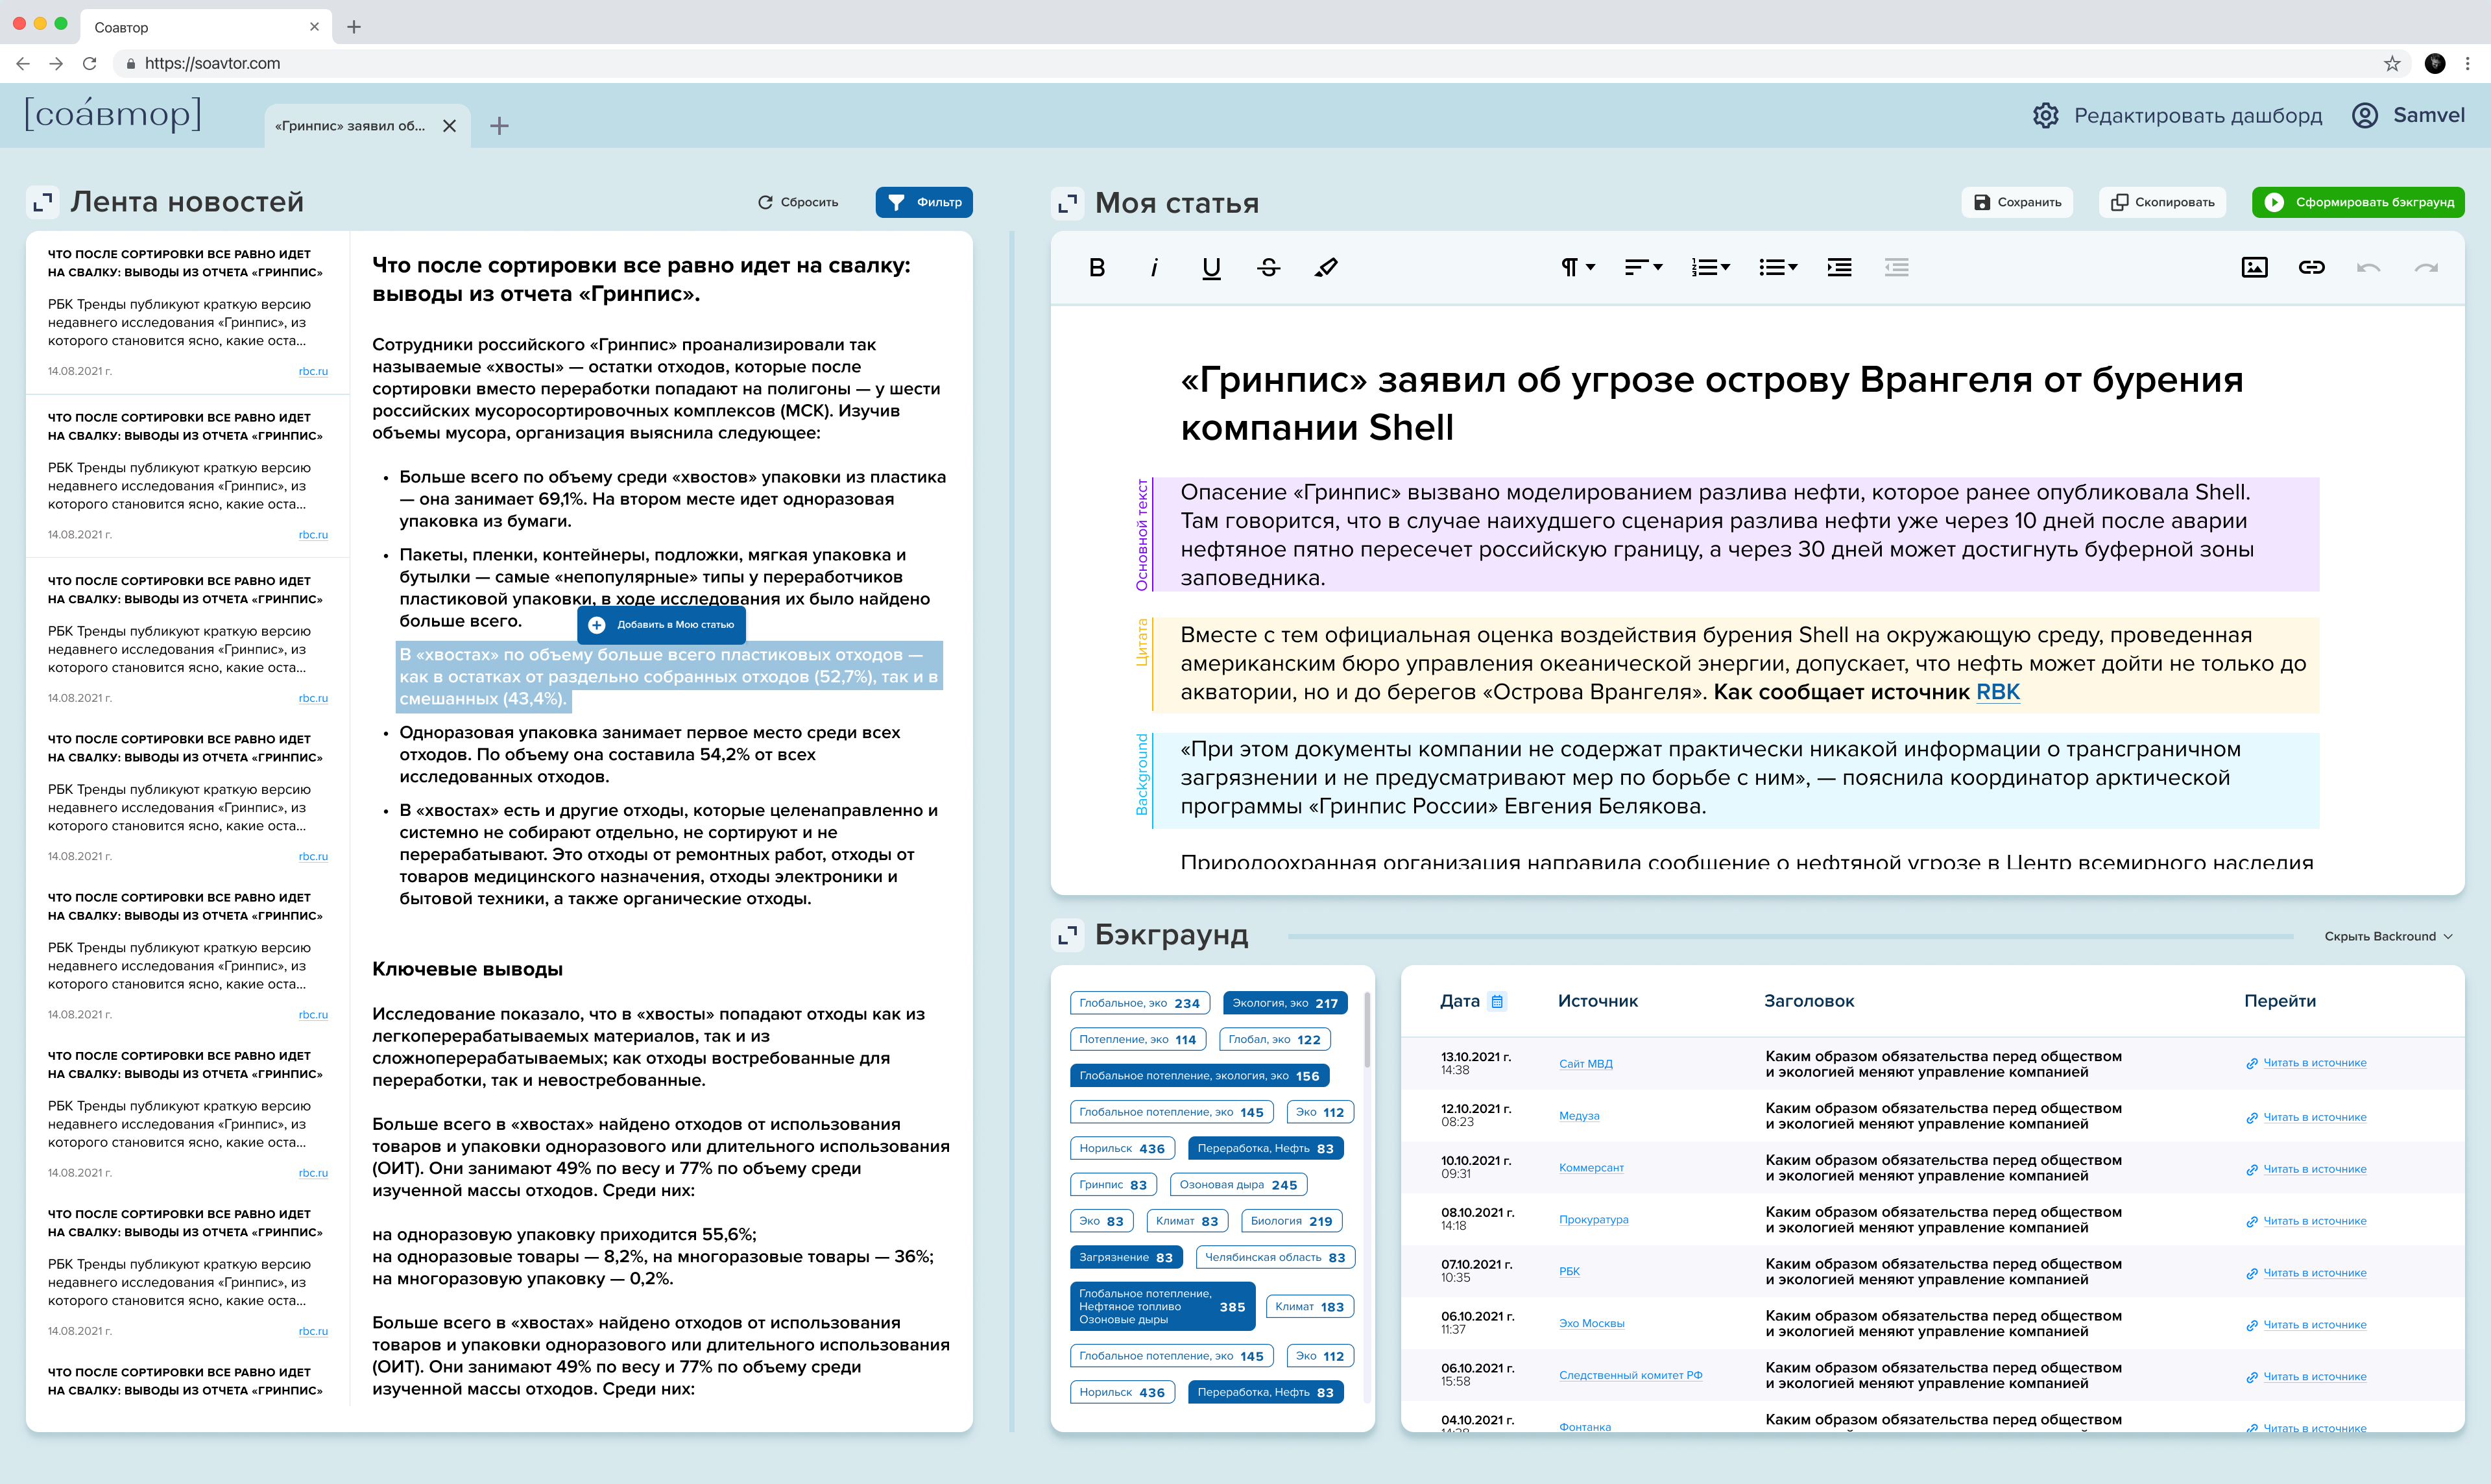 Соавтор
https://soavtor.com
[соа́втор]
«Гринпис» заявил об...
Редактировать дашборд
Samvel
Лента новостей
Сбросить
Фильтр
ЧТО ПОСЛЕ СОРТИРОВКИ ВСЕ РАВНО ИДЕТ
НА СВАЛКУ: ВЫВОДЫ ИЗ ОТЧЕТА «ГРИНПИС»
РБК Тренды публикуют краткую версию
недавнего исследования «Гринпис», из
которого становится ясно, какие оста...
14.08.2021 г.
rbc.ru
ЧТО ПОСЛЕ СОРТИРОВКИ ВСЕ РАВНО ИДЕТ
НА СВАЛКУ: ВЫВОДЫ ИЗ ОТЧЕТА «ГРИНПИС»
РБК Тренды публикуют краткую версию
недавнего исследования «Гринпис», из
которого становится ясно, какие оста...
14.08.2021 г.
rbc.ru
ЧТО ПОСЛЕ СОРТИРОВКИ ВСЕ РАВНО ИДЕТ
НА СВАЛКУ: ВЫВОДЫ ИЗ ОТЧЕТА «ГРИНПИС»
РБК Тренды публикуют краткую версию
недавнего исследования «Гринпис», из
которого становится ясно, какие оста...
14.08.2021 г.
rbc.ru
ЧТО ПОСЛЕ СОРТИРОВКИ ВСЕ РАВНО ИДЕТ
НА СВАЛКУ: ВЫВОДЫ ИЗ ОТЧЕТА «ГРИНПИС»
РБК Тренды публикуют краткую версию
недавнего исследования «Гринпис», из
которого становится ясно, какие оста...
14.08.2021 г.
rbc.ru
ЧТО ПОСЛЕ СОРТИРОВКИ ВСЕ РАВНО ИДЕТ
НА СВАЛКУ: ВЫВОДЫ ИЗ ОТЧЕТА «ГРИНПИС»
РБК Тренды публикуют краткую версию
недавнего исследования «Гринпис», из
которого становится ясно, какие оста...
14.08.2021 г.
rbc.ru
ЧТО ПОСЛЕ СОРТИРОВКИ ВСЕ РАВНО ИДЕТ
НА СВАЛКУ: ВЫВОДЫ ИЗ ОТЧЕТА «ГРИНПИС»
РБК Тренды публикуют краткую версию
недавнего исследования «Гринпис», из
которого становится ясно, какие оста...
14.08.2021 г.
rbc.ru
ЧТО ПОСЛЕ СОРТИРОВКИ ВСЕ РАВНО ИДЕТ
НА СВАЛКУ: ВЫВОДЫ ИЗ ОТЧЕТА «ГРИНПИС»
РБК Тренды публикуют краткую версию
недавнего исследования «Гринпис», из
которого становится ясно, какие оста...
14.08.2021 г.
rbc.ru
ЧТО ПОСЛЕ СОРТИРОВКИ ВСЕ РАВНО ИДЕТ
НА СВАЛКУ: ВЫВОДЫ ИЗ ОТЧЕТА «ГРИНПИС»
Что после сортировки все равно идет на свалку:
выводы из отчета «Гринпис».
Сотрудники российского «Гринпис» проанализировали так
называемые «хвосты» — остатки отходов, которые после
сортировки вместо переработки попадают на полигоны — у шести
российских мусоросортировочных комплексов (МСК). Изучив
объемы мусора, организация выяснила следующее:
• Больше всего по объему среди «хвостов» упаковки из пластика
— она занимает 69,1%. На втором месте идет одноразовая
упаковка из бумаги.
• Пакеты, пленки, контейнеры, подложки, мягкая упаковка и
бутылки — самые «непопулярные» типы у переработчиков
пластиковой упаковки, в ходе исследования их было найдено
больше всего.
Добавить в Мою статью
В «хвостах» по объему больше всего пластиковых отходов —
как в остатках от раздельно собранных отходов (52,7%), так и в
смешанных (43,4%).
• Одноразовая упаковка занимает первое место среди всех
отходов. По объему она составила 54,2% от всех
исследованных отходов.
• В «хвостах» есть и другие отходы, которые целенаправленно и
системно не собирают отдельно, не сортируют и не
перерабатывают. Это отходы от ремонтных работ, отходы от
товаров медицинского назначения, отходы электроники и
бытовой техники, а также органические отходы.
Ключевые выводы
Исследование показало, что в «хвосты» попадают отходы как из
легкоперерабатываемых материалов, так и из
сложноперерабатываемых; как отходы востребованные для
переработки, так и невостребованные.
Больше всего в «хвостах» найдено отходов от использования
товаров и упаковки одноразового или длительного использования
(ОИТ). Они занимают 49% по весу и 77% по объему среди
изученной массы отходов. Среди них:
на одноразовую упаковку приходится 55,6%;
на одноразовые товары — 8,2%, на многоразовые товары — 36%;
на многоразовую упаковку — 0,2%.
Больше всего в «хвостах» найдено отходов от использования
товаров и упаковки одноразового или длительного использования
(ОИТ). Они занимают 49% по весу и 77% по объему среди
изученной массы отходов. Среди них:
Моя статья
Сохранить
Скопировать
Сформировать бэкграунд
B i U S
«Гринпис» заявил об угрозе острову Врангеля от бурения
компании Shell
Основной текст
Опасение «Гринпис» вызвано моделированием разлива нефти, которое ранее опубликовала Shell.
Там говорится, что в случае наихудшего сценария разлива нефти уже через 10 дней после аварии
нефтяное пятно пересечет российскую границу, а через 30 дней может достигнуть буферной зоны
заповедника.
Цитата
Вместе с тем официальная оценка воздействия бурения Shell на окружающую среду, проведенная
американским бюро управления океанической энергии, допускает, что нефть может дойти не только до
акватории, но и до берегов «Острова Врангеля». Как сообщает источник RBK
Background
«При этом документы компании не содержат практически никакой информации о трансграничном
загрязнении и не предусматривают мер по борьбе с ним», — пояснила координатор арктической
программы «Гринпис России» Евгения Белякова.
Природоохранная организация направила сообщение о нефтяной угрозе в Центр всемирного наследия
Бэкграунд
Скрыть Backround
Глобальное, эко 234
Экология, эко 217
Потепление, эко 114
Глобал, эко 122
Глобальное потепление, экология, эко 156
Глобальное потепление, эко 145
Эко 112
Норильск 436
Переработка, Нефть 83
Гринпис 83
Озоновая дыра 245
Эко 83
Климат 83
Биология 219
Загрязнение 83
Челябинская область 83
Глобальное потепление,
Нефтяное топливо
Озоновые дыры
385
Климат 183
Глобальное потепление, эко 145
Эко 112
Норильск 436
Переработка, Нефть 83
Дата
Источник
Заголовок
Перейти
13.10.2021 г.
14:38
Сайт МВД
Каким образом обязательства перед обществом
и экологией меняют управление компанией
Читать в источнике
12.10.2021 г.
08:23
Медуза
Каким образом обязательства перед обществом
и экологией меняют управление компанией
Читать в источнике
10.10.2021 г.
09:31
Коммерсант
Каким образом обязательства перед обществом
и экологией меняют управление компанией
Читать в источнике
08.10.2021 г.
14:18
Прокуратура
Каким образом обязательства перед обществом
и экологией меняют управление компанией
Читать в источнике
07.10.2021 г.
10:35
РБК
Каким образом обязательства перед обществом
и экологией меняют управление компанией
Читать в источнике
06.10.2021 г.
11:37
Эхо Москвы
Каким образом обязательства перед обществом
и экологией меняют управление компанией
Читать в источнике
06.10.2021 г.
15:58
Следственный комитет РФ
Каким образом обязательства перед обществом
и экологией меняют управление компанией
Читать в источнике
04.10.2021 г.
Фонтанка
Каким образом обязательства перед обществом
Читать в источнике